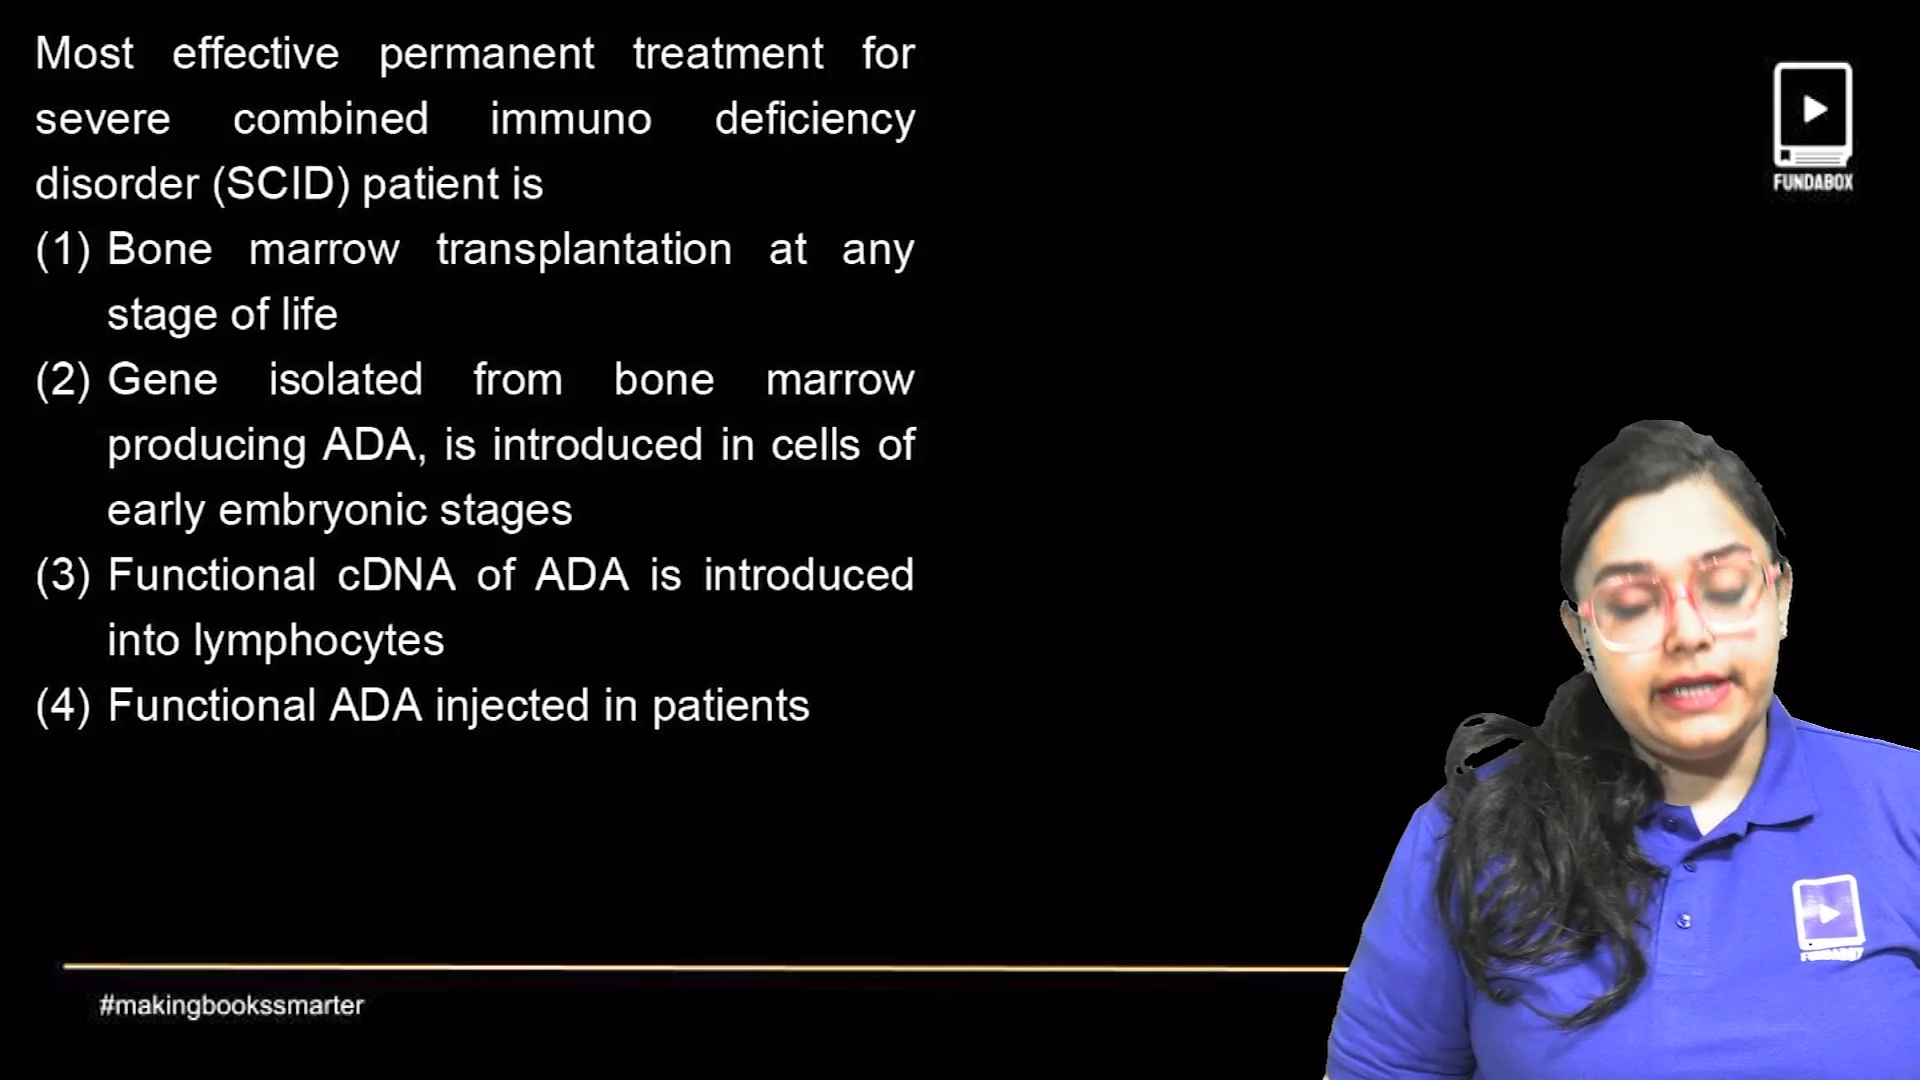 Most effective permanent treatment for
severe combined immuno deficiency
disorder (SCID) patient is
(1) Bone marrow transplantation at any
stage of life
(2) Gene isolated from bone marrow
producing ADA, is introduced in cells of
early embryonic stages
(3) Functional cDNA of ADA is introduced
into lymphocytes
(4) Functional ADA injected in patients
FUNDABOX
FUNDABOX
#makingbookssmarter